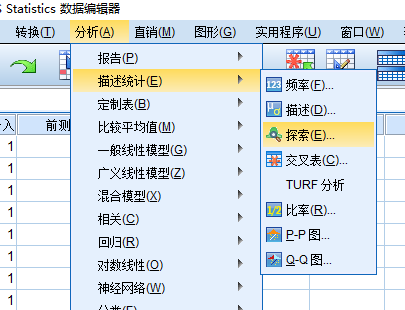 S Statistics 数据编辑器
转换(T) 分析(A) 直销(M) 图形(G) 实用程序(U) 窗口(W)
报告(P)
描述统计(E)
定制表(B)
比较平均值(M)
一般线性模型(G)
广义线性模型(Z)
混合模型(X)
相关(C)
回归(R)
对数线性(O)
神经网络(W)
频率(F)...
描述(D)...
探索(E)...
交叉表(C)...
TURF 分析
比率(R)...
P-P 图...
Q-Q 图...
入 前测
1
1
1
1
1
1
1
1